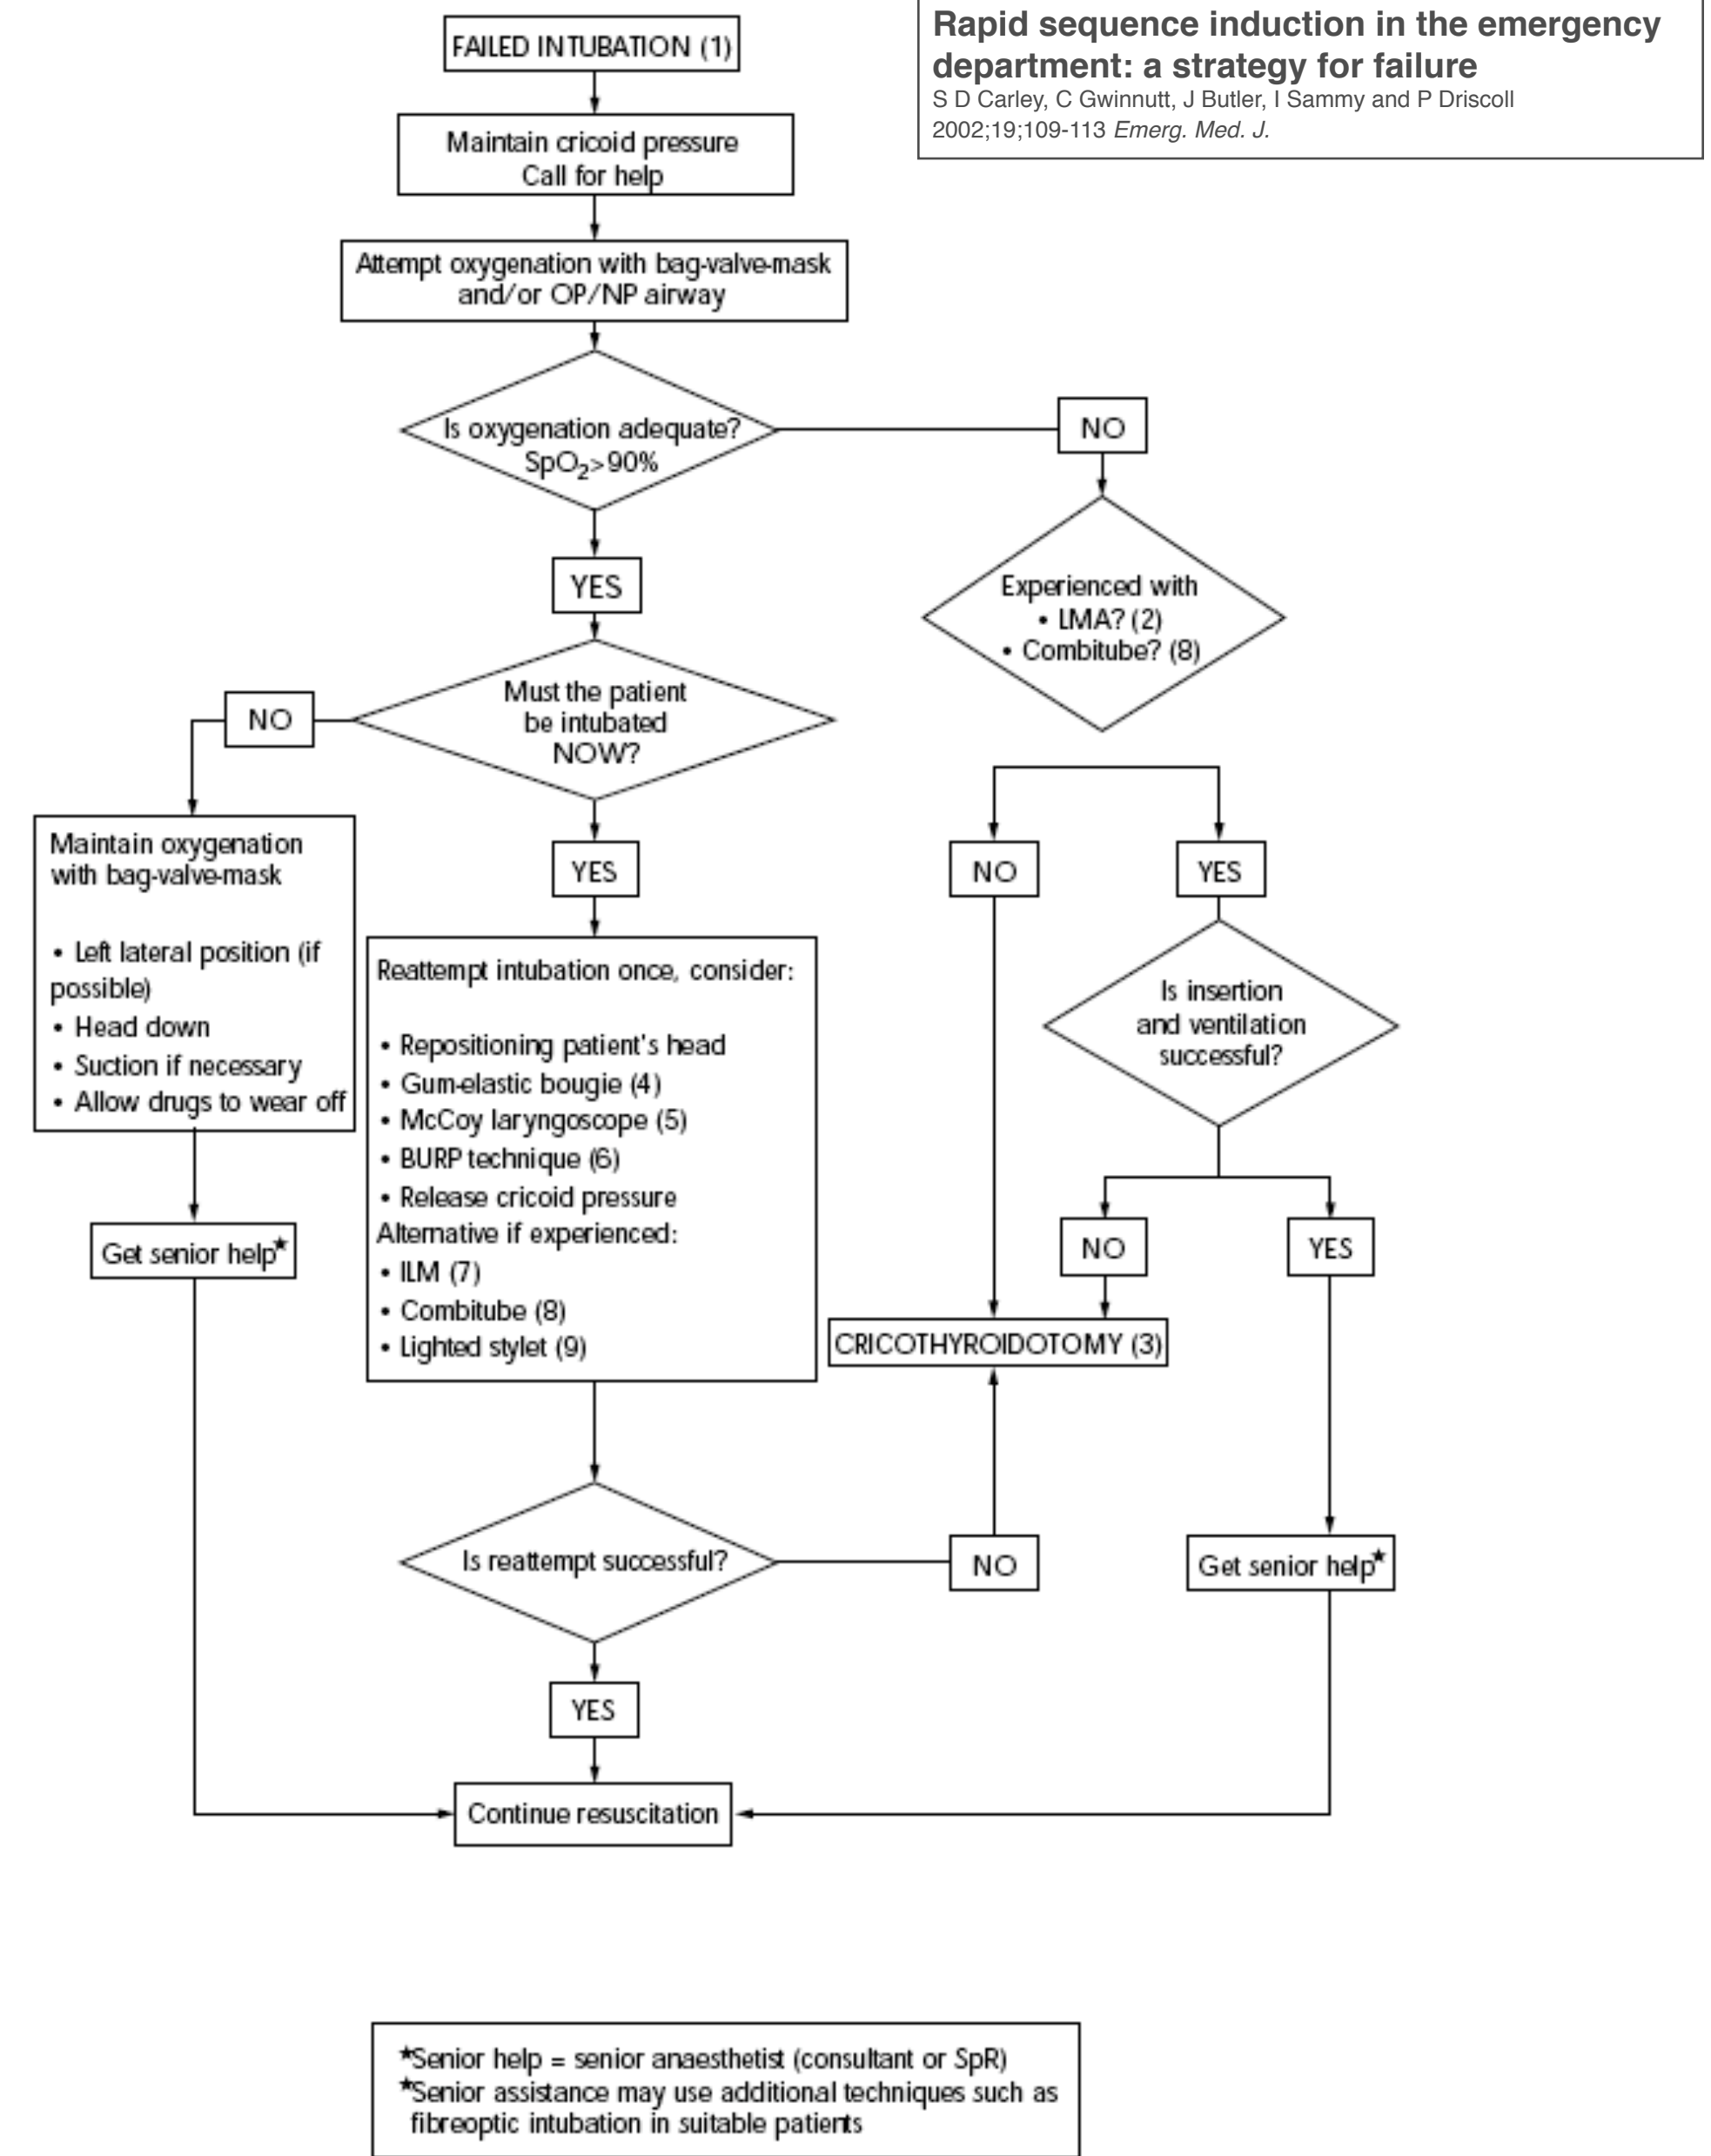 Rapid sequence induction in the emergency
department: a strategy for failure
S D Carley, C Gwinnutt, J Butler, I Sammy and P Driscoll
2002;19;109-113 Emerg. Med. J.
FAILED INTUBATION (1)
Maintain cricoid pressure
Call for help
Attempt oxygenation with bag-valve-mask
and/or OP/NP airway
Is oxygenation adequate?
SpO₂>90%
NO
YES
Experienced with
• LMA? (2)
• Combitube? (8)
Must the patient
be intubated
NOW?
NO
YES
NO
YES
Maintain oxygenation
with bag-valve-mask
• Left lateral position (if
possible)
• Head down
• Suction if necessary
• Allow drugs to wear off
Get senior help★
Reattempt intubation once, consider:
• Repositioning patient's head
• Gum-elastic bougie (4)
• McCoy laryngoscope (5)
• BURP technique (6)
• Release cricoid pressure
Alternative if experienced:
• ILM (7)
• Combitube (8)
• Lighted stylet (9)
Is insertion
and ventilation
successful?
NO
YES
CRICOTHYROIDOTOMY (3)
Is reattempt successful?
NO
Get senior help★
YES
Continue resuscitation
★Senior help = senior anaesthetist (consultant or SpR)
★Senior assistance may use additional techniques such as
fibreoptic intubation in suitable patients